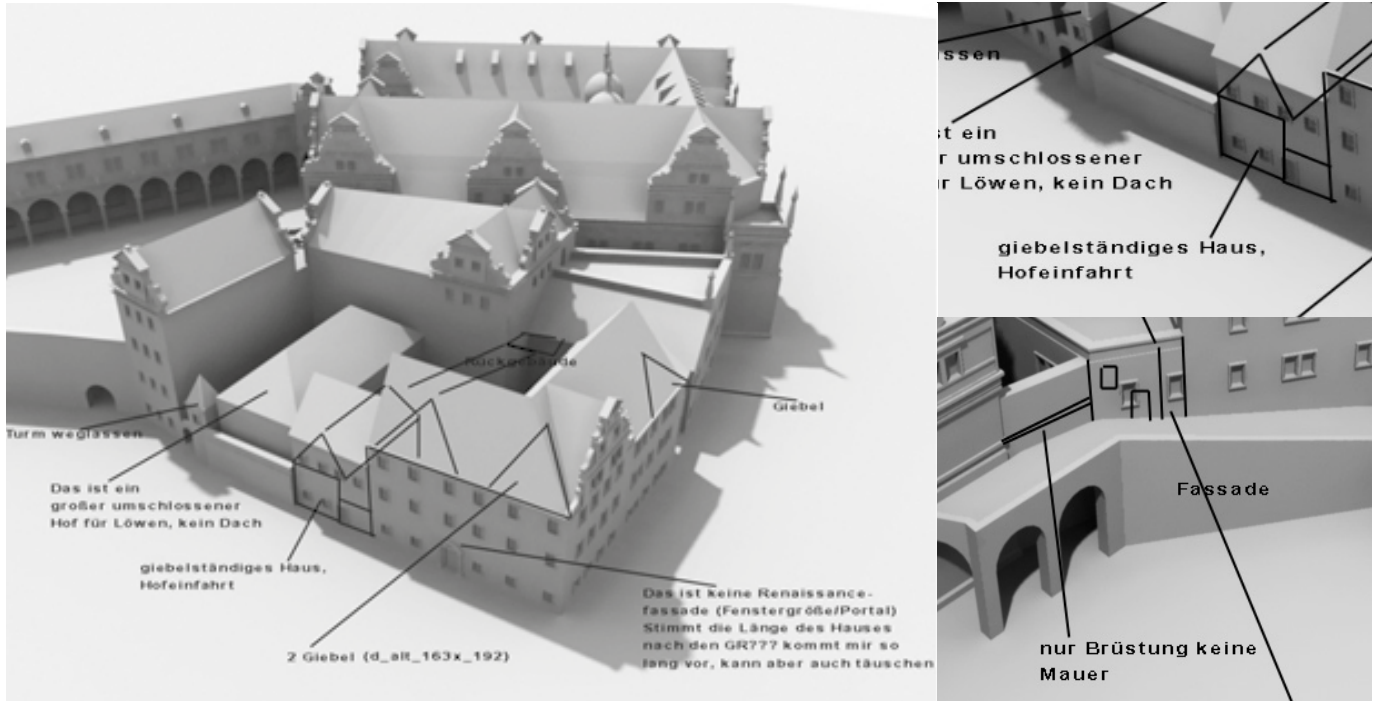 Rückgebäude
Giebel
Turm weglassen
Das ist ein
großer umschlossener
Hof für Löwen, kein Dach
giebelständiges Haus,
Hofeinfahrt
2 Giebel (d_alt_163x_192)
Das ist keine Renaissance-
fassade (Fenstergröße/Portal)
Stimmt die Länge des Hauses
nach den GR??? kommt mir so
lang vor, kann aber auch täuschen
ssen
st ein
r umschlossener
ür Löwen, kein Dach
giebelständiges Haus,
Hofeinfahrt
Fassade
nur Brüstung keine
Mauer